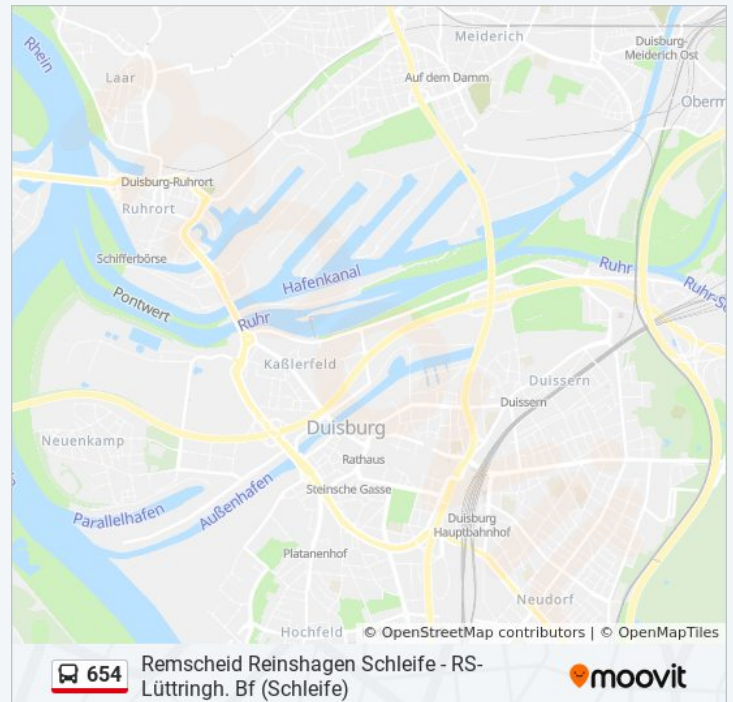 Meiderich
Duisburg-
Meiderich Ost
Rhein
Laar
Auf dem Damm
Oberm
Duisburg-Ruhrort
Ruhrort
Schifferbörse
Hafenkanal
Ruhr
Ruhr-S
Pontwert
Ruhr
Kaßlerfeld
Duissern
Duissern
Neuenkamp
Duisburg
Rathaus
Steinsche Gasse
Parallelhafen
Außenhafen
Duisburg
Hauptbahnhof
Platanenhof
Neudorf
Hochfeld
© OpenStreetMap contributors | © OpenMapTiles
654
Remscheid Reinshagen Schleife - RS-
Lüttringh. Bf (Schleife)
moovit